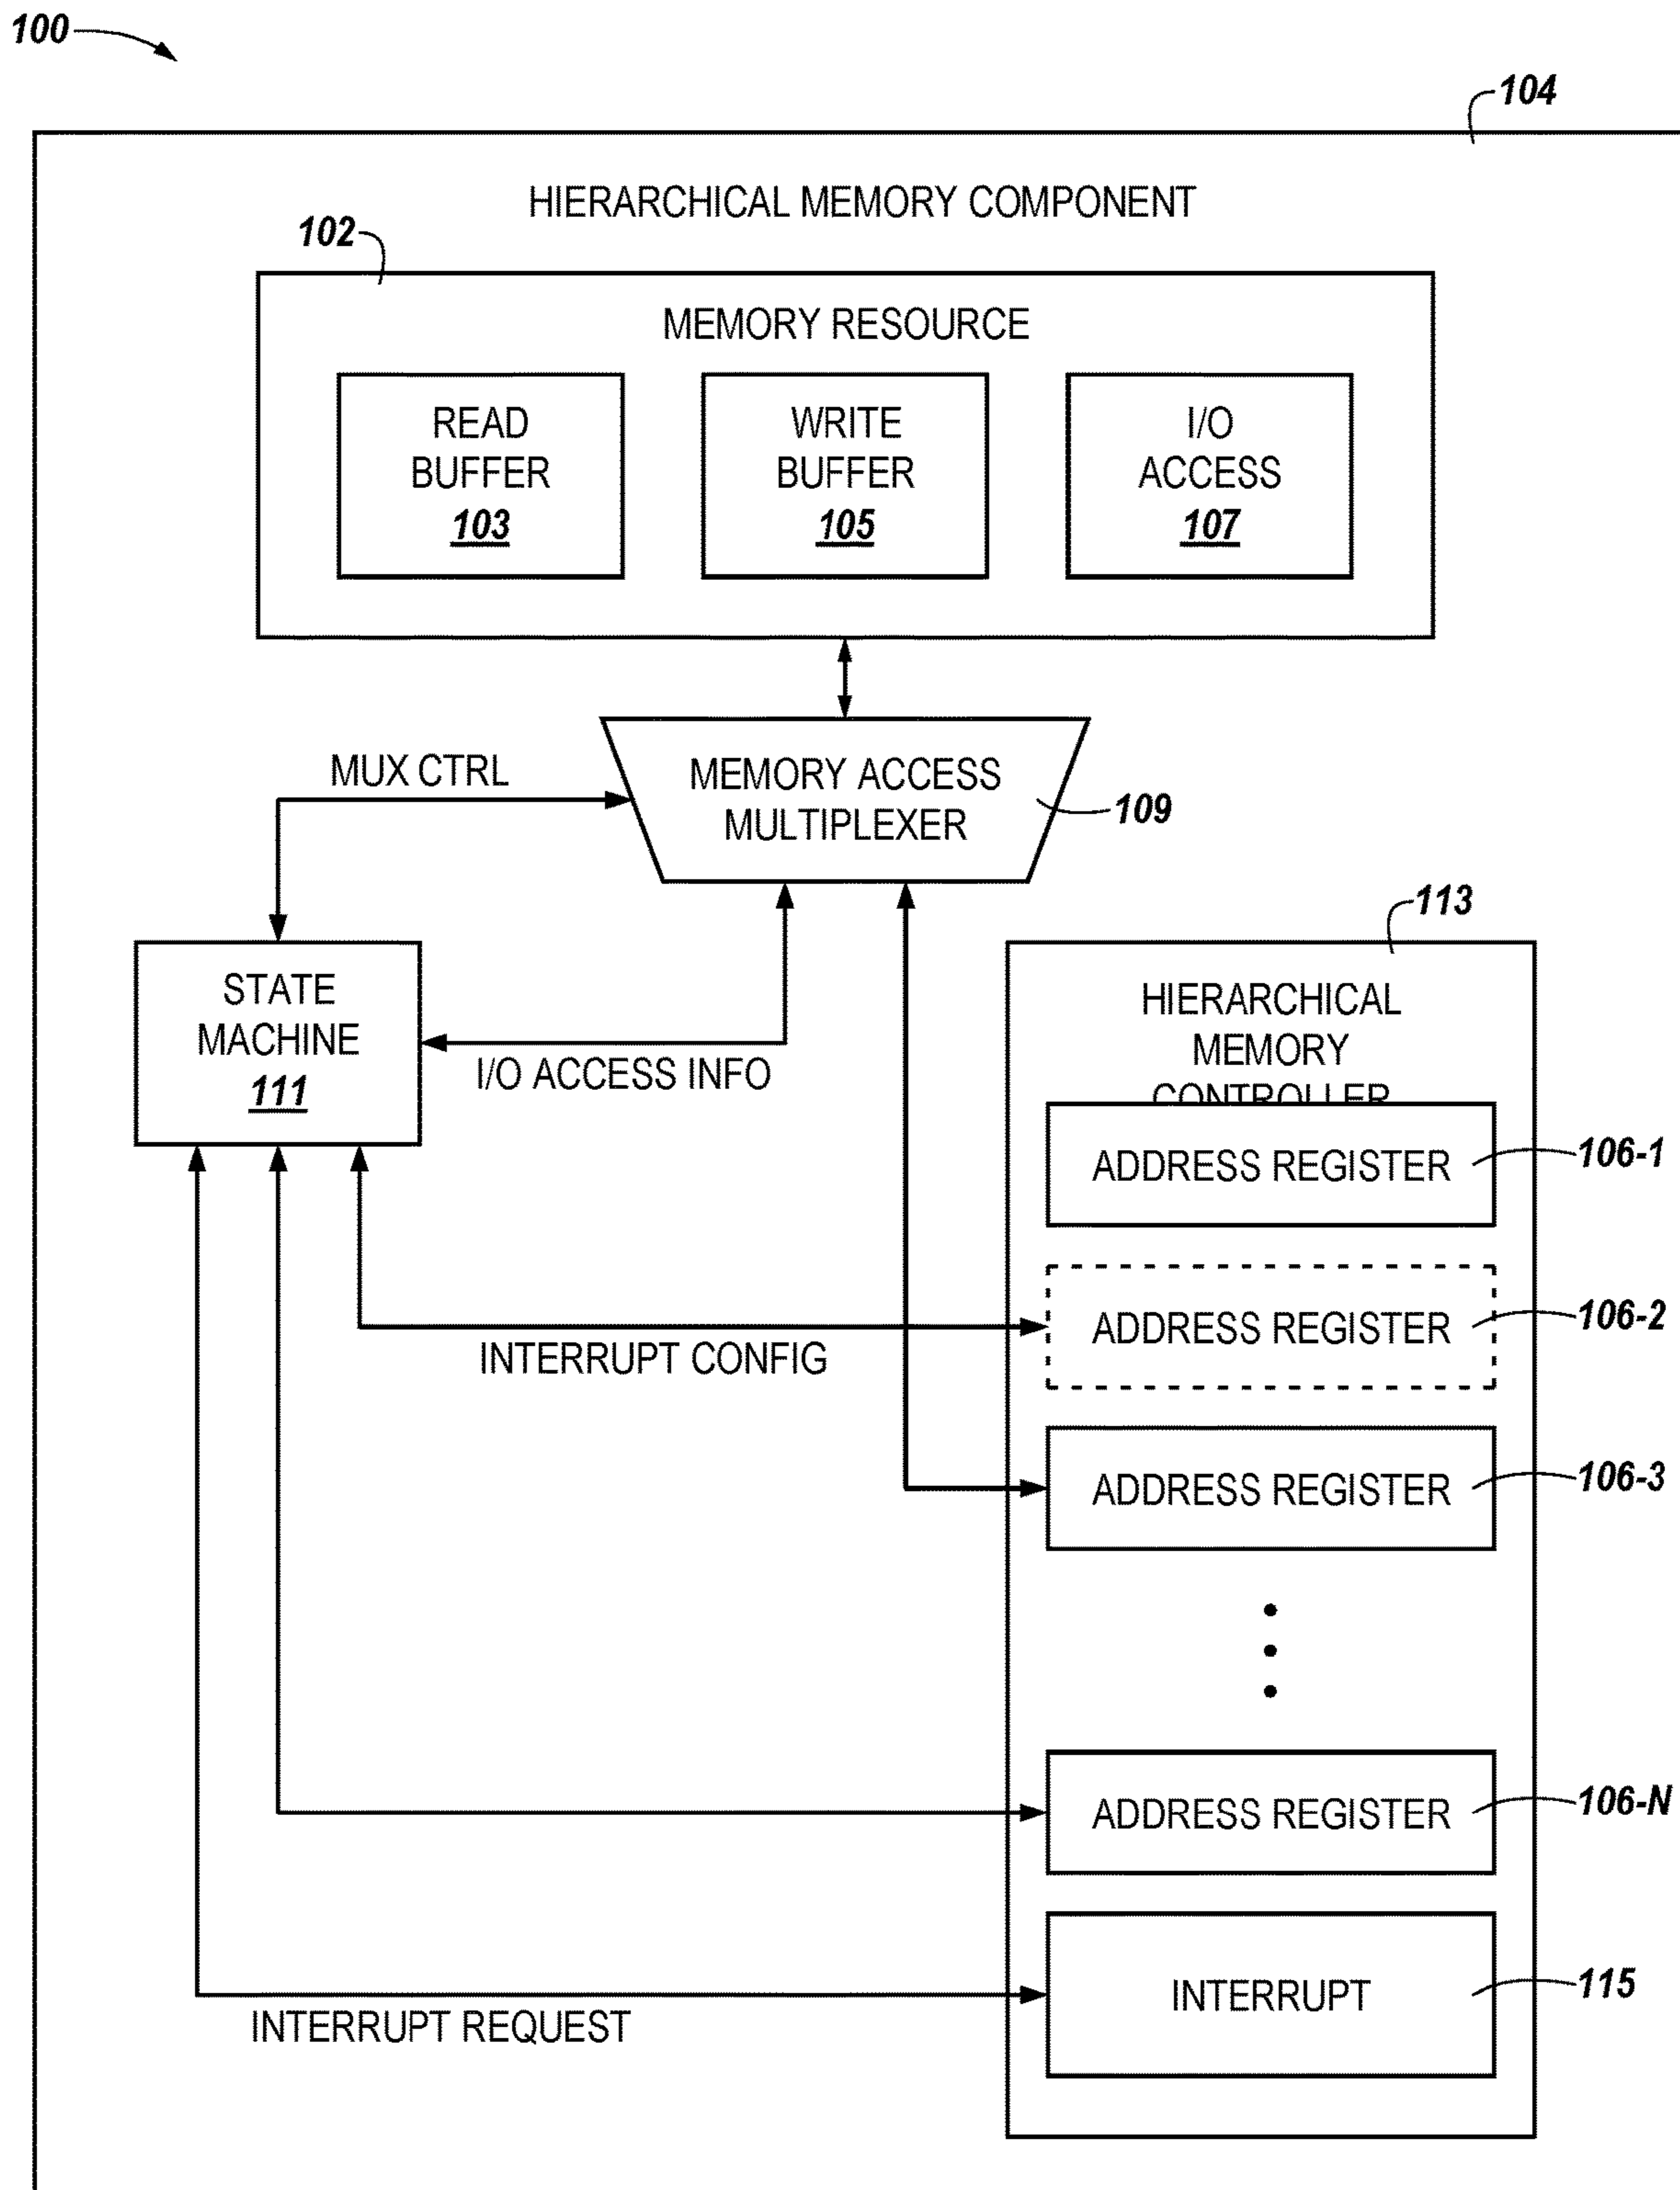 100
104
HIERARCHICAL MEMORY COMPONENT
102
MEMORY RESOURCE
READ
BUFFER
103
WRITE
BUFFER
105
I/O
ACCESS
107
MUX CTRL
MEMORY ACCESS
MULTIPLEXER
109
STATE
MACHINE
111
I/O ACCESS INFO
113
HIERARCHICAL
MEMORY
CONTROLLER
ADDRESS REGISTER
106-1
ADDRESS REGISTER
106-2
INTERRUPT CONFIG
ADDRESS REGISTER
106-3
ADDRESS REGISTER
106-N
INTERRUPT
115
INTERRUPT REQUEST